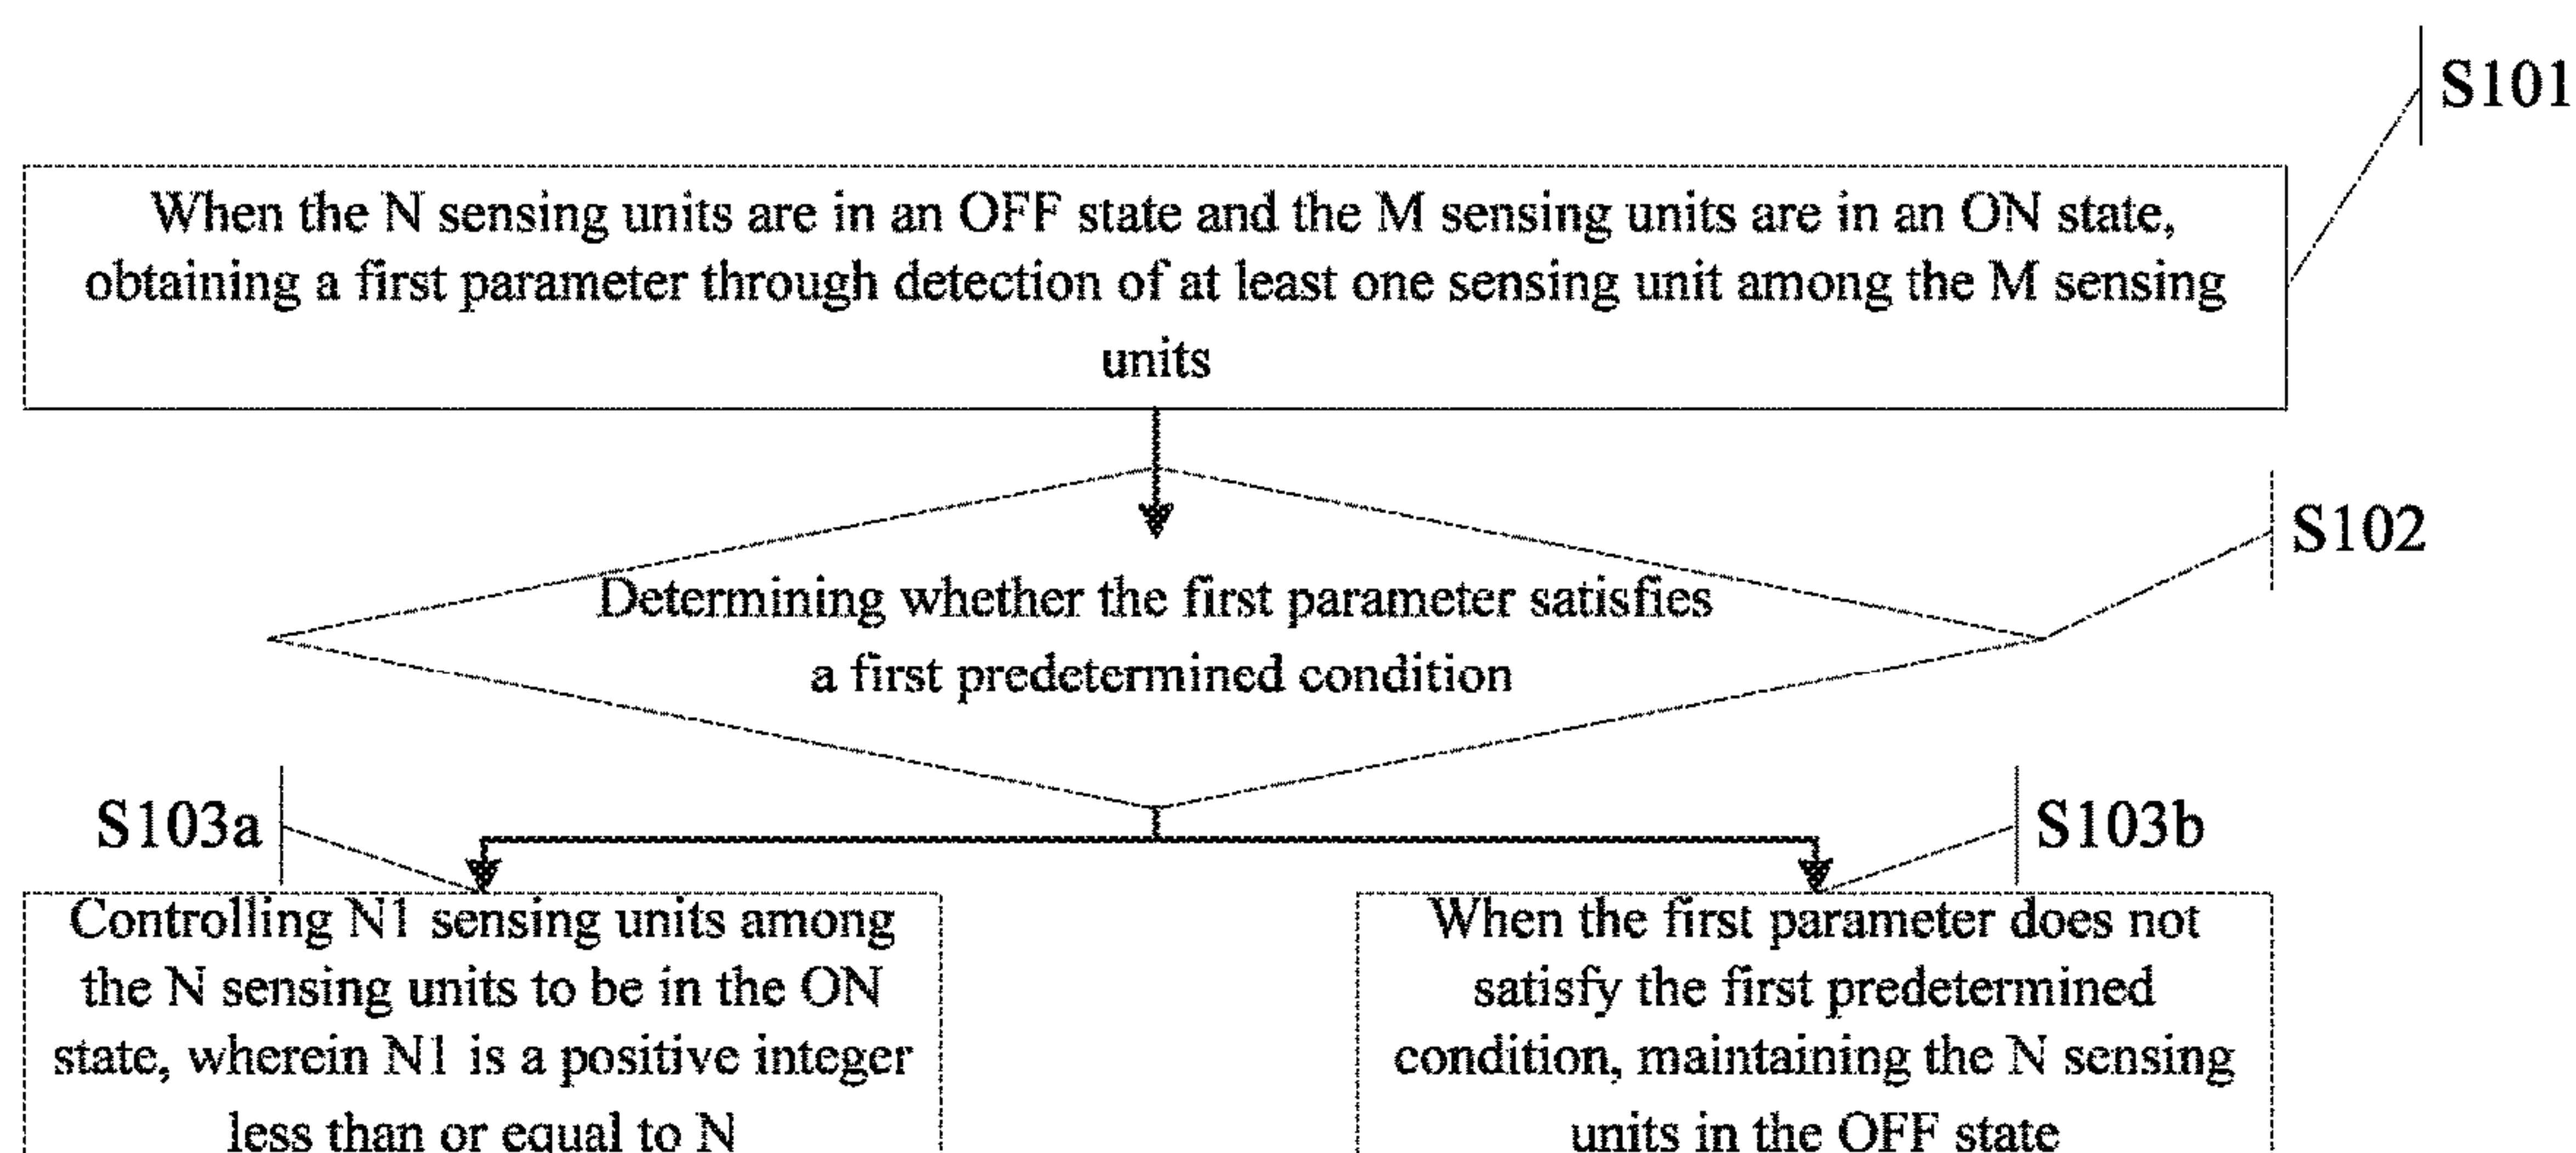 S101
When the N sensing units are in an OFF state and the M sensing units are in an ON state,
obtaining a first parameter through detection of at least one sensing unit among the M sensing
units
S102
Determining whether the first parameter satisfies
a first predetermined condition
S103a
S103b
Controlling N1 sensing units among
the N sensing units to be in the ON
state, wherein N1 is a positive integer
less than or equal to N
When the first parameter does not
satisfy the first predetermined
condition, maintaining the N sensing
units in the OFF state